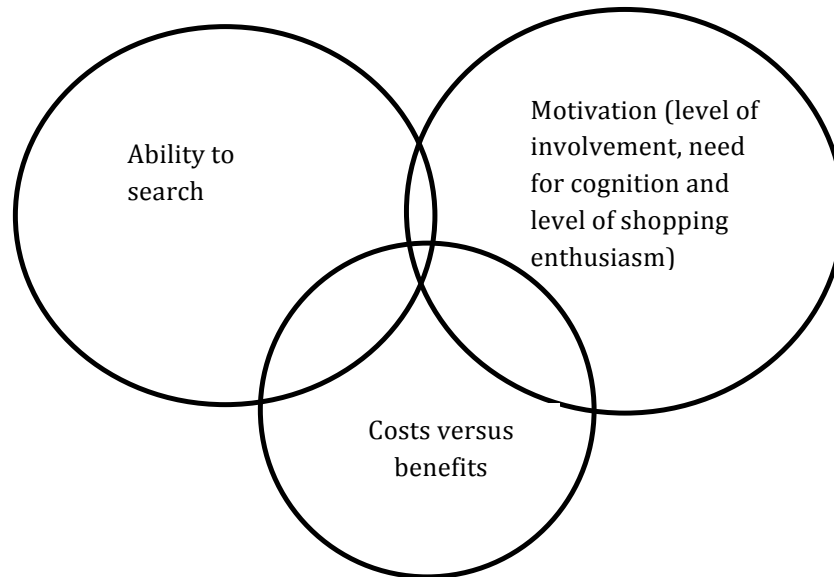 Ability to
search
Motivation (level of
involvement, need
for cognition and
level of shopping
enthusiasm)
Costs versus
benefits